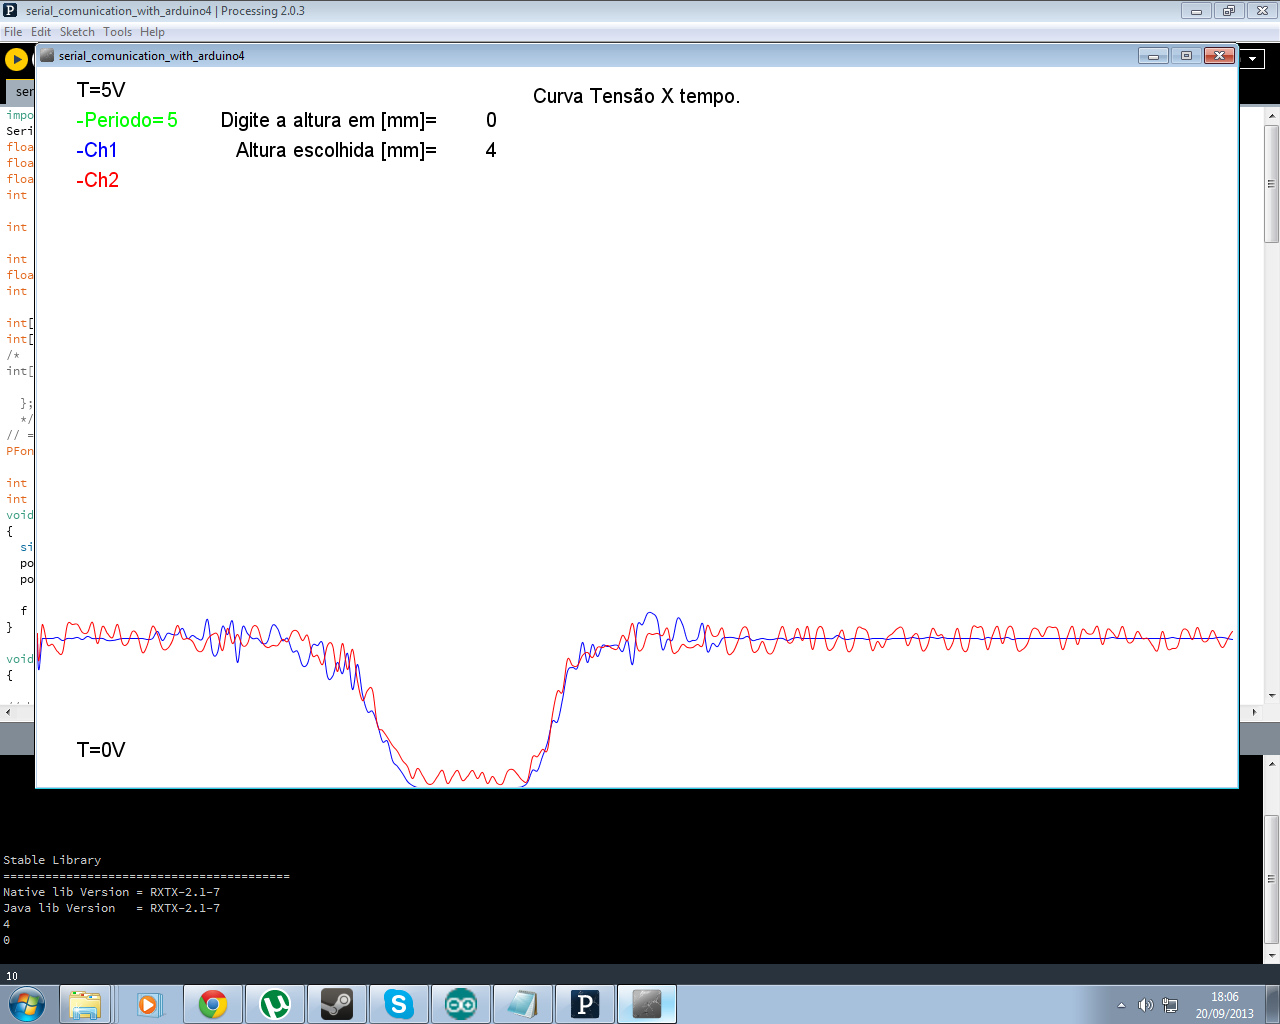 serial_comunication_with_arduino4 | Processing 2.0.3
File Edit Sketch Tools Help
serial_comunication_with_arduino4
ser
T=5V
Curva Tensão X tempo.
-Periodo= 5
Digite a altura em [mm]= 0
-Ch1
Altura escolhida [mm]= 4
-Ch2
T=0V
impo
Seri
floa
floa
floa
int
int
int
floa
int
int[
int[
/*
int[
};
*/
// =
PFon
int
int
void
{
si
po
po
f
}
void
{
Stable Library
=========================================
Native lib Version = RXTX-2.1-7
Java lib Version   = RXTX-2.1-7
4
0
10
18:06
20/09/2013